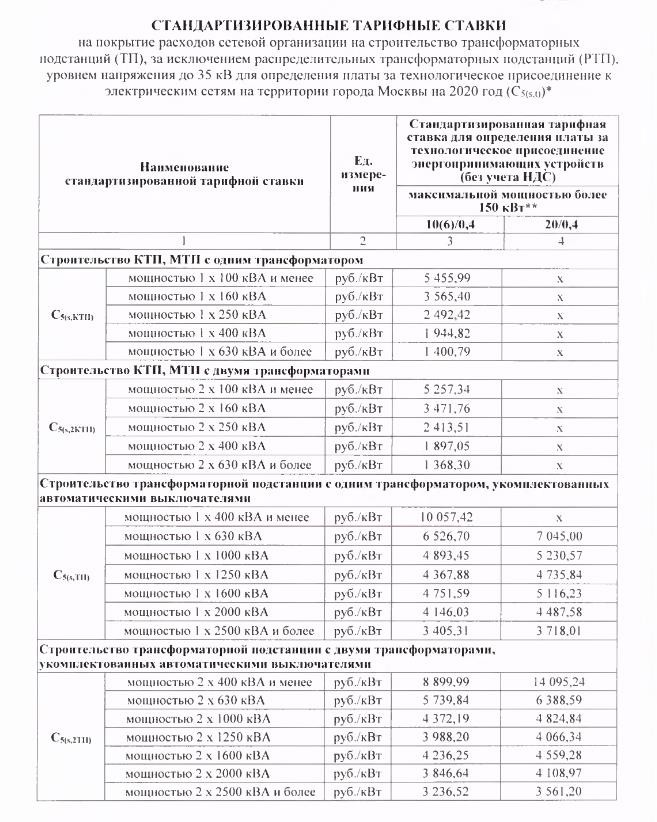 СТАНДАРТИЗИРОВАННЫЕ ТАРИФНЫЕ СТАВКИ
на покрытие расходов сетевой организации на строительство трансформаторных
подстанций (ТП), за исключением распределительных трансформаторных подстанций (РТП),
уровнем напряжения до 35 кВ для определения платы за технологическое присоединение к
электрическим сетям на территории города Москвы на 2020 год (C5(s,t))*
Наименование
стандартизированной тарифной ставки
Ед.
измере-
ния
Стандартизированная тарифная
ставка для определения платы за
технологическое присоединение
энергопринимающих устройств
(без учета НДС)
максимальной мощностью более
150 кВт**
10(6)/0,4 20/0,4
1 2 3 4
Строительство КТП, МТП с одним трансформатором
C5(s,КТП)
мощностью 1 х 100 кВА и менее руб./кВт 5 455,99 х
мощностью 1 х 160 кВА руб./кВт 3 565,40 х
мощностью 1 х 250 кВА руб./кВт 2 492,42 х
мощностью 1 х 400 кВА руб./кВт 1 944,82 х
мощностью 1 х 630 кВА и более руб./кВт 1 400,79 х
Строительство КТП, МТП с двумя трансформаторами
C5(s,2КТП)
мощностью 2 х 100 кВА и менее руб./кВт 5 257,34 х
мощностью 2 х 160 кВА руб./кВт 3 471,76 х
мощностью 2 х 250 кВА руб./кВт 2 413,51 х
мощностью 2 х 400 кВА руб./кВт 1 897,05 х
мощностью 2 х 630 кВА и более руб./кВт 1 368,30 х
Строительство трансформаторной подстанции с одним трансформатором, укомплектованных
автоматическими выключателями
C5(s,ТП)
мощностью 1 х 400 кВА и менее руб./кВт 10 057,42 х
мощностью 1 х 630 кВА руб./кВт 6 526,70 7 045,00
мощностью 1 х 1000 кВА руб./кВт 4 893,45 5 230,57
мощностью 1 х 1250 кВА руб./кВт 4 367,88 4 735,84
мощностью 1 х 1600 кВА руб./кВт 4 751,59 5 116,23
мощностью 1 х 2000 кВА руб./кВт 4 146,03 4 487,58
мощностью 1 х 2500 кВА и более руб./кВт 3 405,31 3 718,01
Строительство трансформаторной подстанции с двумя трансформаторами,
укомплектованных автоматическими выключателями
C5(s,2ТП)
мощностью 2 х 400 кВА и менее руб./кВт 8 899,99 14 095,24
мощностью 2 х 630 кВА руб./кВт 5 739,84 6 388,59
мощностью 2 х 1000 кВА руб./кВт 4 372,19 4 824,84
мощностью 2 х 1250 кВА руб./кВт 3 988,20 4 066,34
мощностью 2 х 1600 кВА руб./кВт 4 236,25 4 559,28
мощностью 2 х 2000 кВА руб./кВт 3 846,64 4 108,97
мощностью 2 х 2500 кВА и более руб./кВт 3 236,52 3 561,20